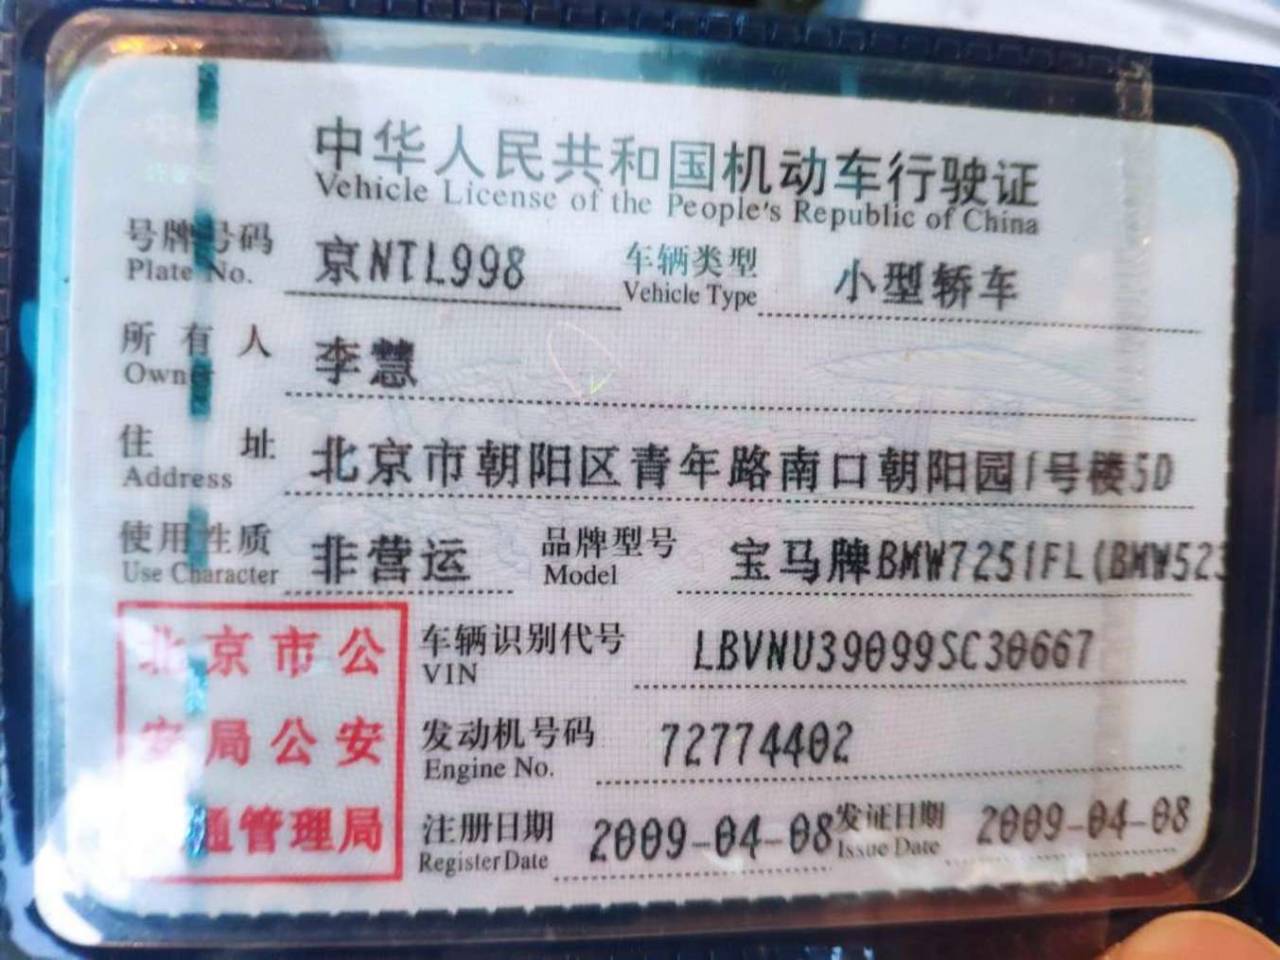 中华人民共和国机动车行驶证
Vehicle License of the People's Republic of China
号牌号码 京NTL998 车辆类型 小型轿车
Plate No. Vehicle Type
所有人 李慧
Owner
住址 北京市朝阳区青年路南口朝阳园1号楼5D
Address
使用性质 非营运 品牌型号 宝马牌BMW7251FL(BMW523
Use Character Model
北京市公
安局公安
通管理局
车辆识别代号 LBVNU39099SC30667
VIN
发动机号码 72774402
Engine No.
注册日期 2009-04-08 发证日期 2009-04-08
Register Date Issue Date